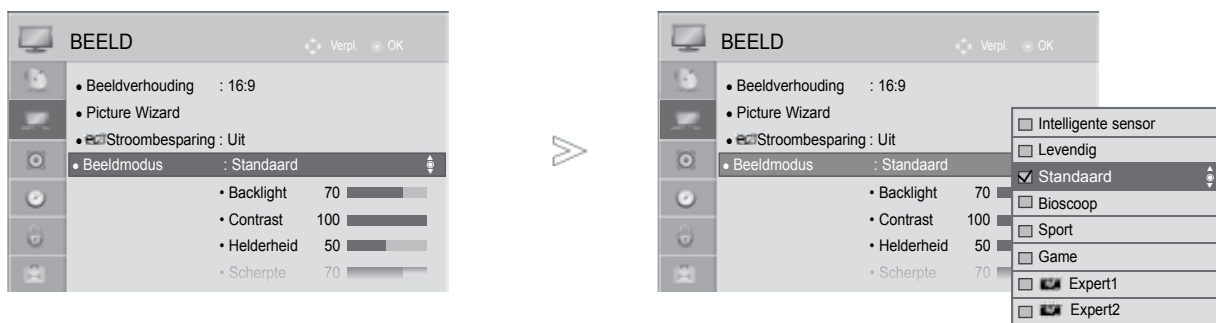 BEELD Verpl. OK
• Beeldverhouding : 16:9
• Picture Wizard
• Stroombesparing : Uit
• Beeldmodus : Standaard
• Backlight 70
• Contrast 100
• Helderheid 50
• Scherpte 70
BEELD Verpl. OK
• Beeldverhouding : 16:9
• Picture Wizard
• Stroombesparing : Uit
• Beeldmodus : Standaard
• Backlight 70
• Contrast 100
• Helderheid 50
• Scherpte 70
Intelligente sensor
Levendig
Standaard
Bioscoop
Sport
Game
Expert1
Expert2